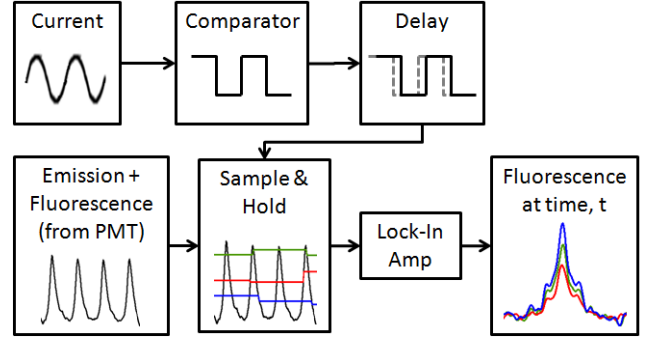 Current
Comparator
Delay
Emission +
Fluorescence
(from PMT)
Sample &
Hold
Lock-In
Amp
Fluorescence
at time, t